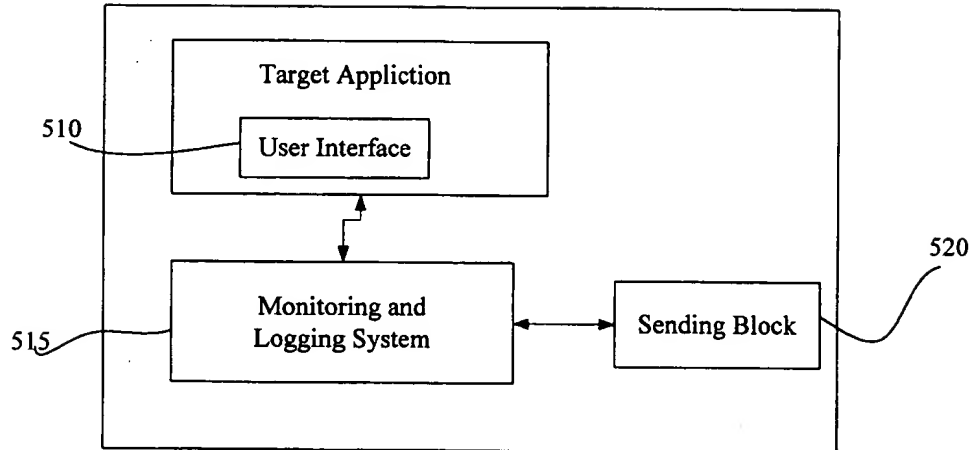 Target Appliction
510
User Interface
520
Monitoring and
Logging System
Sending Block
515